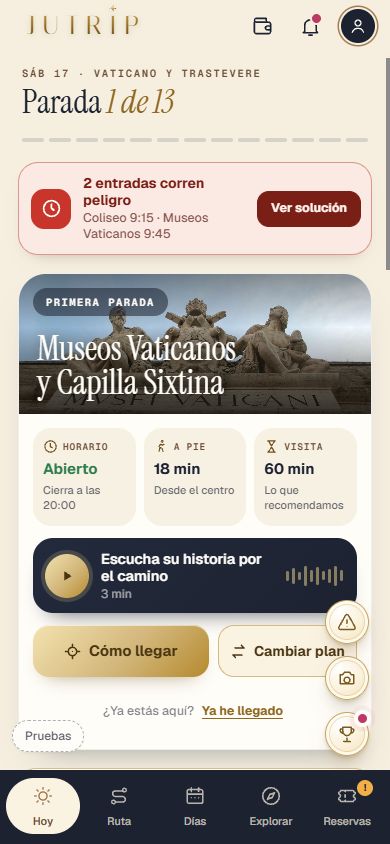 JUTRIP
SÁB 17 · VATICANO Y TRASTEVERE
Parada 1 de 13
2 entradas corren
peligro
Coliseo 9:15 · Museos
Vaticanos 9:45
Ver solución
PRIMERA PARADA
Museos Vaticanos
y Capilla Sixtina
MVSEI VATICANI
HORARIO
Abierto
Cierra a las
20:00
A PIE
18 min
Desde el centro
VISITA
60 min
Lo que
recomendamos
Escucha su historia por
el camino
3 min
Cómo llegar
Cambiar plan
¿Ya estás aquí? Ya he llegado
Pruebas
Hoy
Ruta
Días
Explorar
!
Reservas